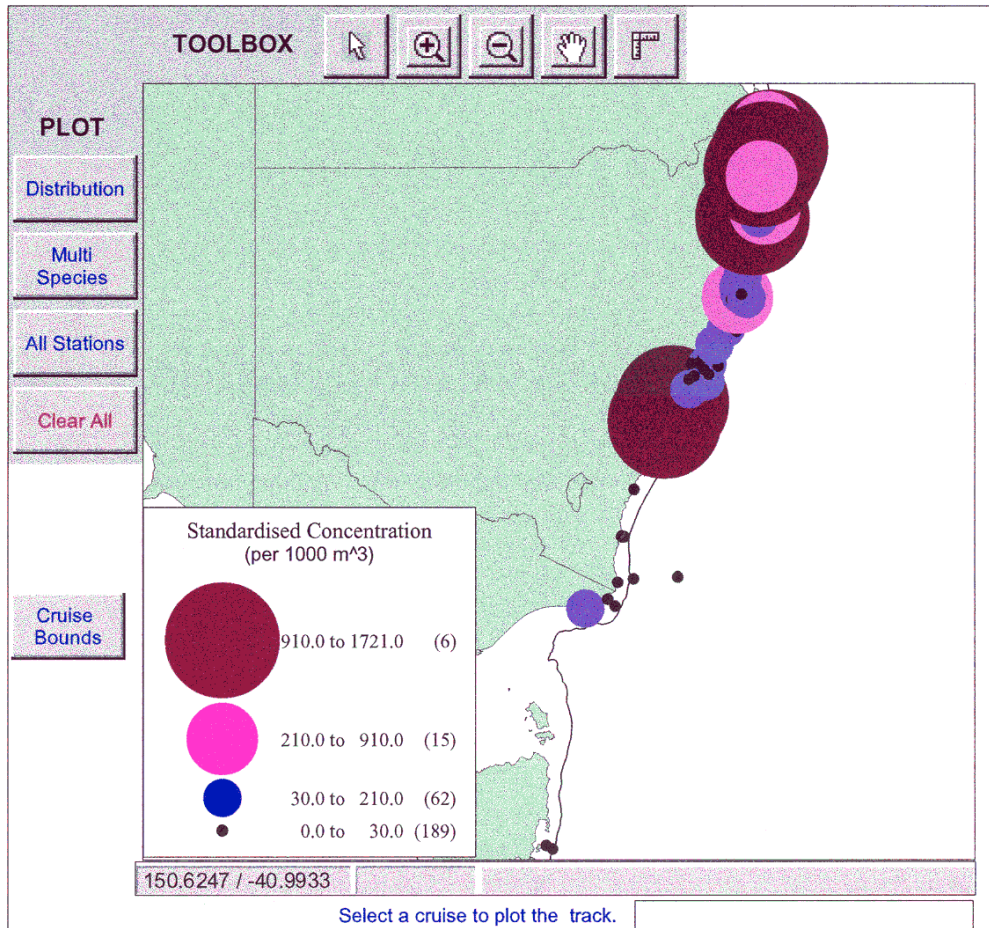 TOOLBOX
PLOT
Distribution
Multi
Species
All Stations
Clear All
Cruise
Bounds
Standardised Concentration
(per 1000 m^3)
910.0 to 1721.0 (6)
210.0 to 910.0 (15)
30.0 to 210.0 (62)
0.0 to 30.0 (189)
150.6247 / -40.9933
Select a cruise to plot the track.